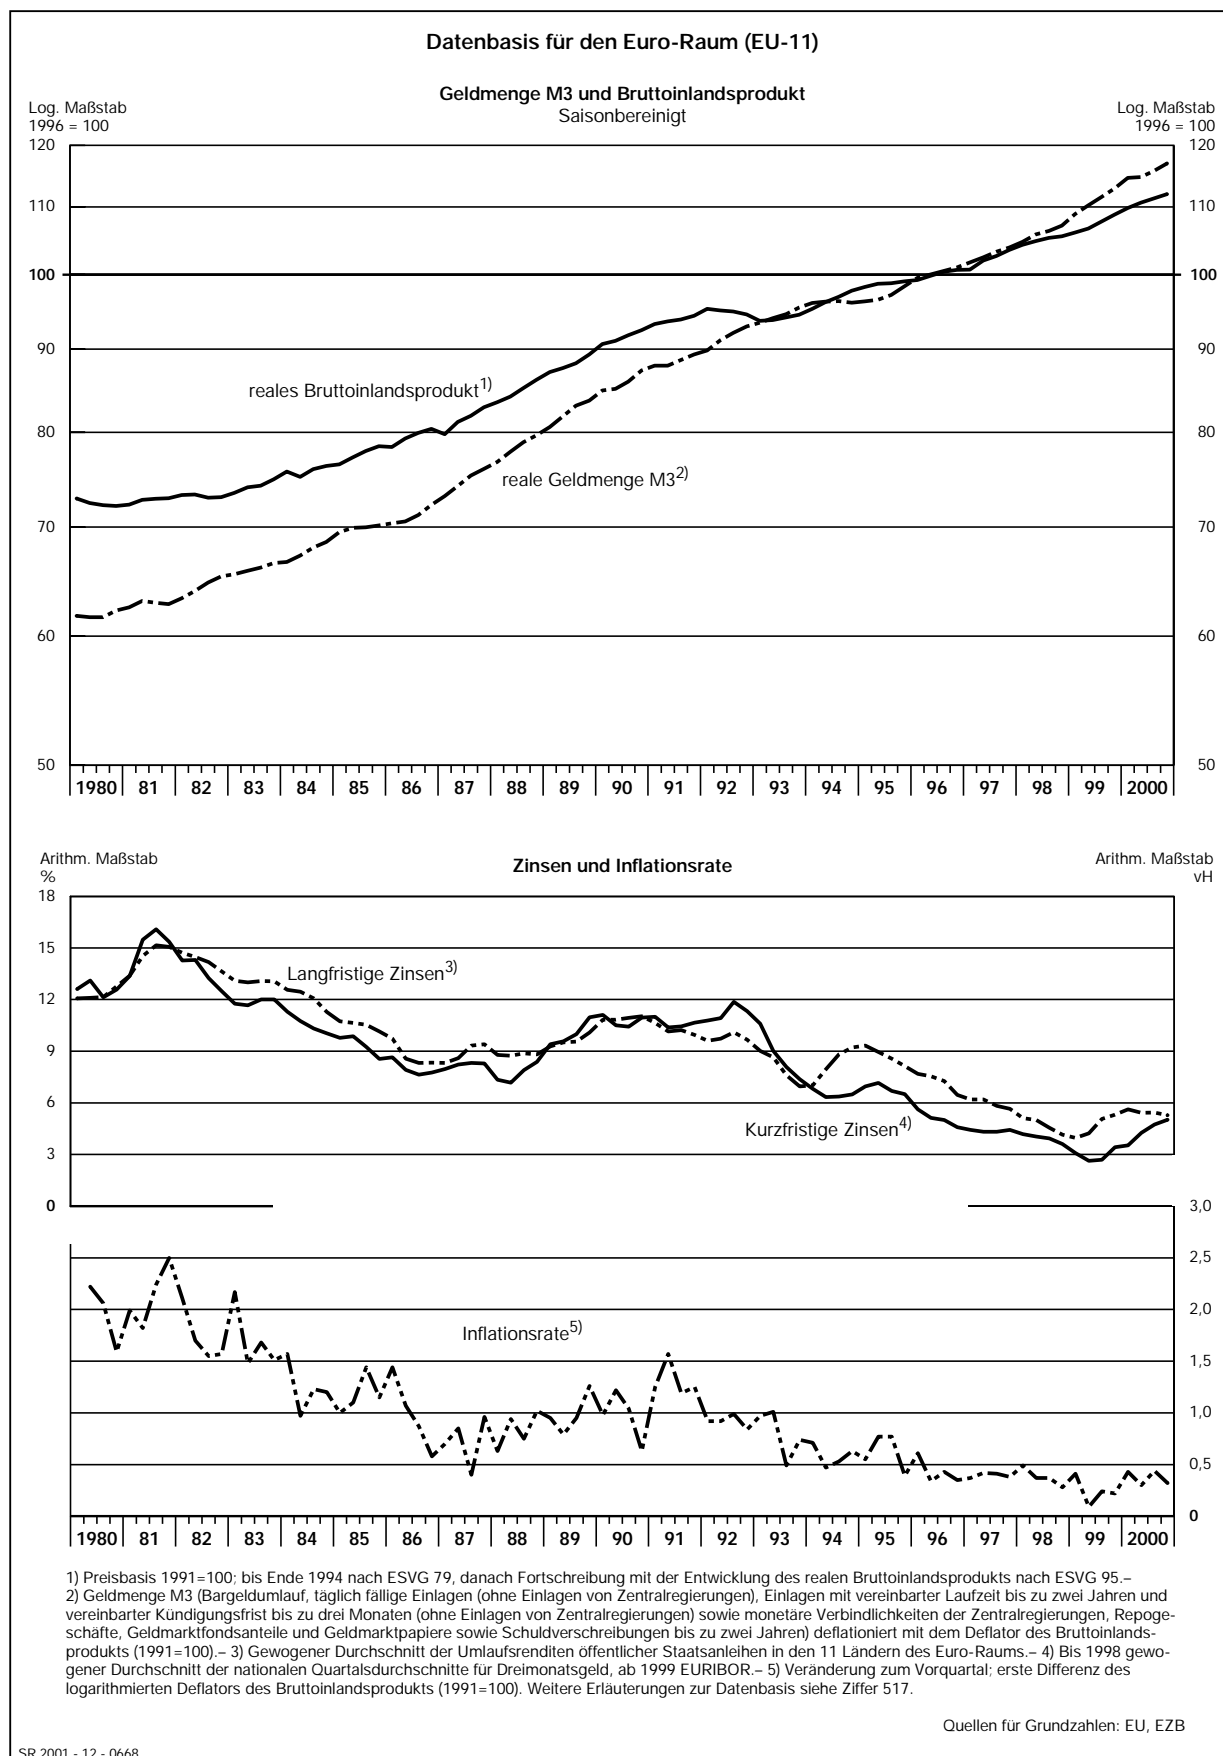 Datenbasis für den Euro-Raum (EU-11)
Geldmenge M3 und Bruttoinlandsprodukt
Saisonbereinigt
Log. Maßstab
1996 = 100
Log. Maßstab
1996 = 100
120
120
110
110
100
100
90
90
reales Bruttoinlandsprodukt1)
80
80
reale Geldmenge M32)
70
70
60
60
50
50
1980 81 82 83 84 85 86 87 88 89 90 91 92 93 94 95 96 97 98 99 2000
Arithm. Maßstab
%
Zinsen und Inflationsrate
Arithm. Maßstab
vH
18
15
Langfristige Zinsen3)
12
9
6
Kurzfristige Zinsen4)
3
0
3,0
2,5
2,0
Inflationsrate5)
1,5
1,0
0,5
0
1980 81 82 83 84 85 86 87 88 89 90 91 92 93 94 95 96 97 98 99 2000
1) Preisbasis 1991=100; bis Ende 1994 nach ESVG 79, danach Fortschreibung mit der Entwicklung des realen Bruttoinlandsprodukts nach ESVG 95.–
2) Geldmenge M3 (Bargeldumlauf, täglich fällige Einlagen (ohne Einlagen von Zentralregierungen), Einlagen mit vereinbarter Laufzeit bis zu zwei Jahren und
vereinbarter Kündigungsfrist bis zu drei Monaten (ohne Einlagen von Zentralregierungen) sowie monetäre Verbindlichkeiten der Zentralregierungen, Repoge-
schäfte, Geldmarktfondsanteile und Geldmarktpapiere sowie Schuldverschreibungen bis zu zwei Jahren) deflationiert mit dem Deflator des Bruttoinlands-
produkts (1991=100).– 3) Gewogener Durchschnitt der Umlaufsrenditen öffentlicher Staatsanleihen in den 11 Ländern des Euro-Raums.– 4) Bis 1998 gewo-
gener Durchschnitt der nationalen Quartalsdurchschnitte für Dreimonatsgeld, ab 1999 EURIBOR.– 5) Veränderung zum Vorquartal; erste Differenz des
logarithmierten Deflators des Bruttoinlandsprodukts (1991=100). Weitere Erläuterungen zur Datenbasis siehe Ziffer 517.
Quellen für Grundzahlen: EU, EZB
SR 2001 - 12 - 0668